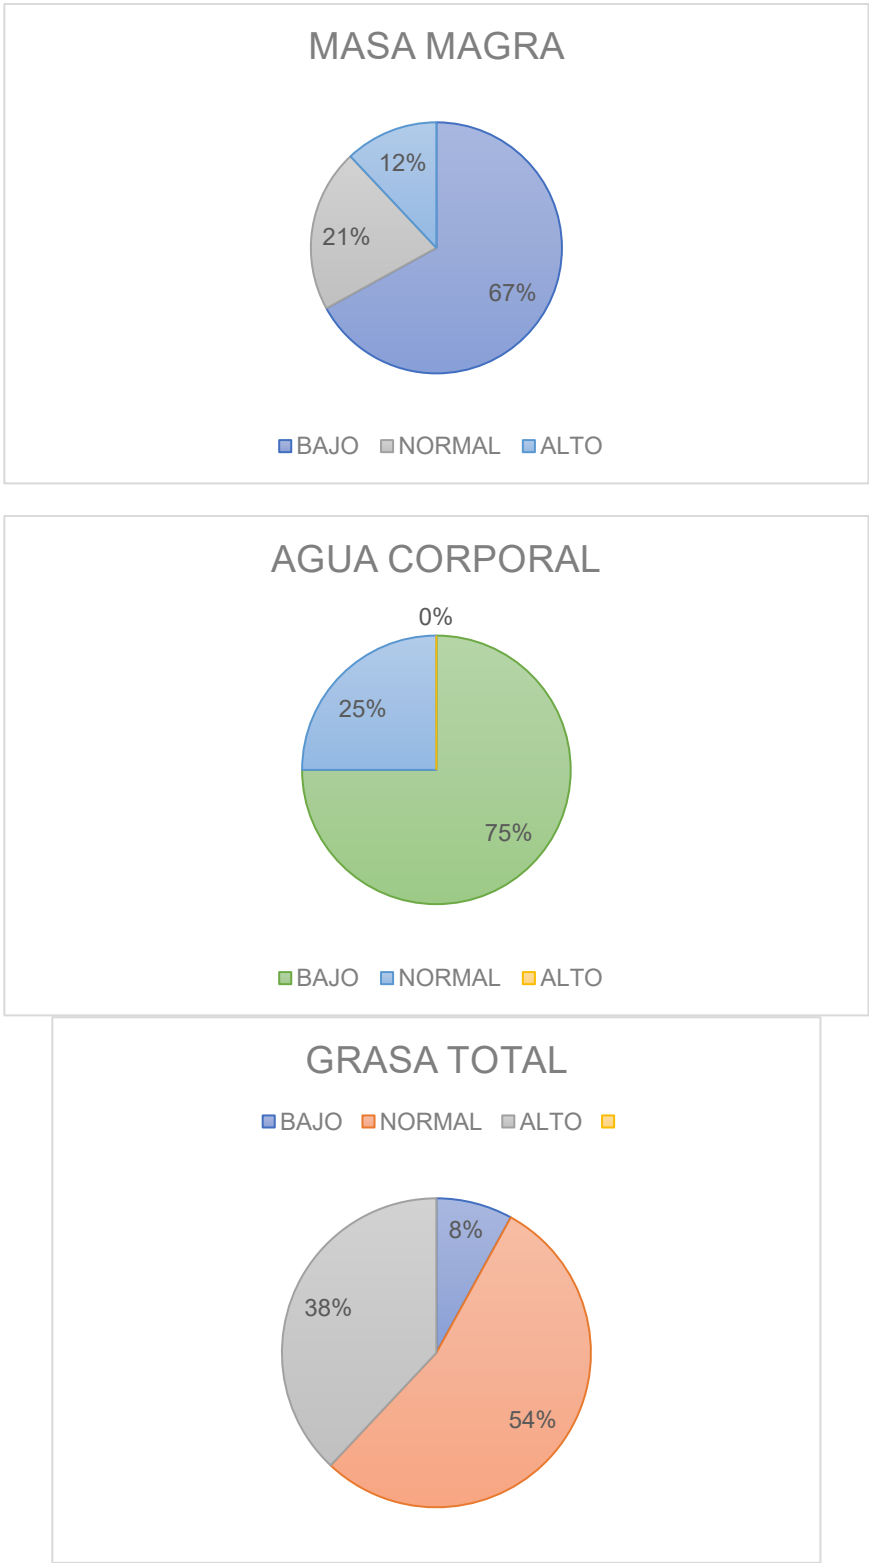 MASA MAGRA
12%
21%
67%
BAJO NORMAL ALTO
AGUA CORPORAL
0%
25%
75%
BAJO NORMAL ALTO
GRASA TOTAL
BAJO NORMAL ALTO
8%
38%
54%